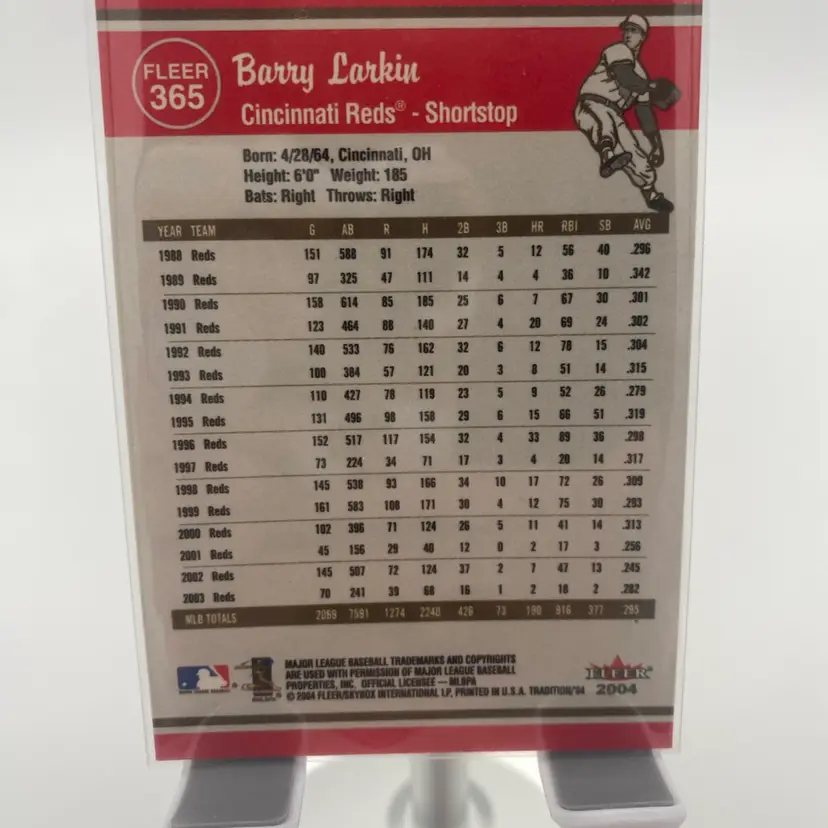 FLEER
365
Barry Larkin
Cincinnati Reds® - Shortstop
Born: 4/28/64, Cincinnati, OH
Height: 6'0" Weight: 185
Bats: Right Throws: Right
YEAR TEAM G AB R H 2B 3B HR RBI SB AVG
1988 Reds 151 588 91 174 32 5 12 56 40 .296
1989 Reds 97 325 47 111 14 4 4 36 10 .342
1990 Reds 158 614 85 185 25 6 7 67 30 .301
1991 Reds 123 464 88 140 27 4 20 69 24 .302
1992 Reds 140 533 76 162 32 6 12 78 15 .304
1993 Reds 100 384 57 121 20 3 8 51 14 .315
1994 Reds 110 427 78 119 23 5 9 52 26 .279
1995 Reds 131 496 98 158 29 6 15 66 51 .319
1996 Reds 152 517 117 154 32 4 33 89 36 .298
1997 Reds 73 224 34 71 17 3 4 20 14 .317
1998 Reds 145 538 93 166 34 10 17 72 26 .309
1999 Reds 161 583 108 171 30 4 12 75 30 .293
2000 Reds 102 396 71 124 26 5 11 41 14 .313
2001 Reds 45 156 29 40 12 0 2 17 3 .256
2002 Reds 145 507 72 124 37 2 7 47 13 .245
2003 Reds 70 241 39 68 16 1 2 18 2 .282
MLB TOTALS 2069 7591 1274 2240 426 73 190 916 377 .295
MAJOR LEAGUE BASEBALL TRADEMARKS AND COPYRIGHTS
ARE USED WITH PERMISSION OF MAJOR LEAGUE BASEBALL
PROPERTIES, INC. OFFICIAL LICENSEE — MLBPA
© 2004 FLEER/SKYBOX INTERNATIONAL LP, PRINTED IN U.S.A. TRADITION/'04
FLEER
2004